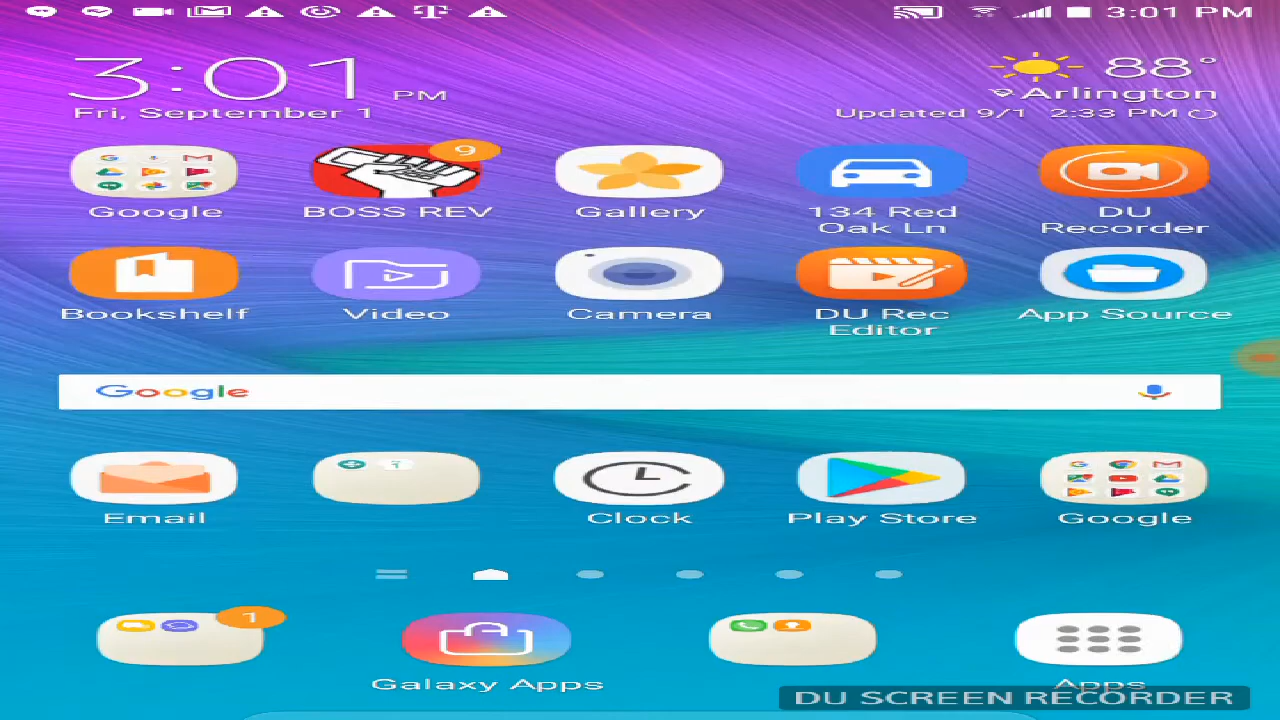 3:01 PM
3:01 PM
Fri, September 1
88°
Arlington
Updated 9/1 2:33 PM
9
Google
BOSS REV
Gallery
134 Red
Oak Ln
DU
Recorder
Bookshelf
Video
Camera
DU Rec
Editor
App Source
Google
Email
Clock
Play Store
Google
1
Galaxy Apps
Apps
DU SCREEN RECORDER